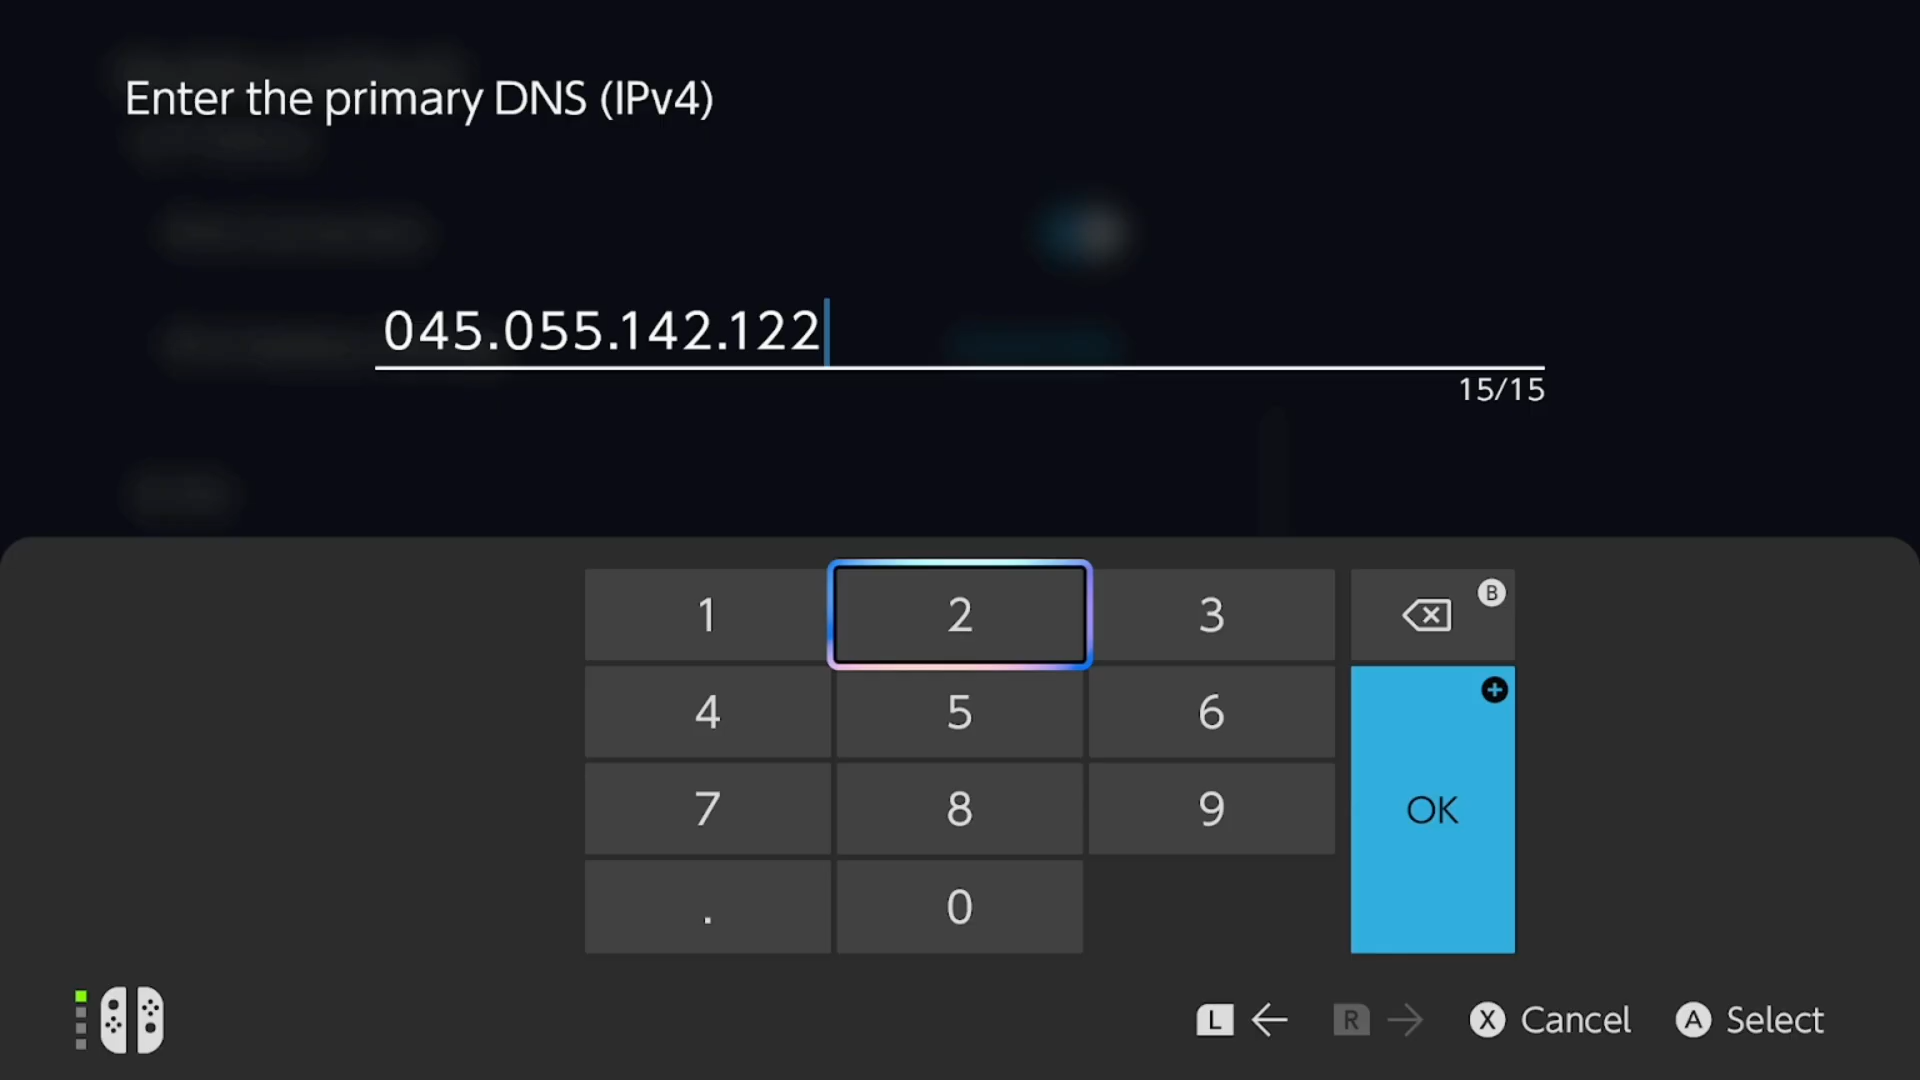 Enter the primary DNS (IPv4)
045.055.142.122
15/15
1 2 3 B
4 5 6 +
7 8 9 OK
. 0
L ← R → X Cancel A Select